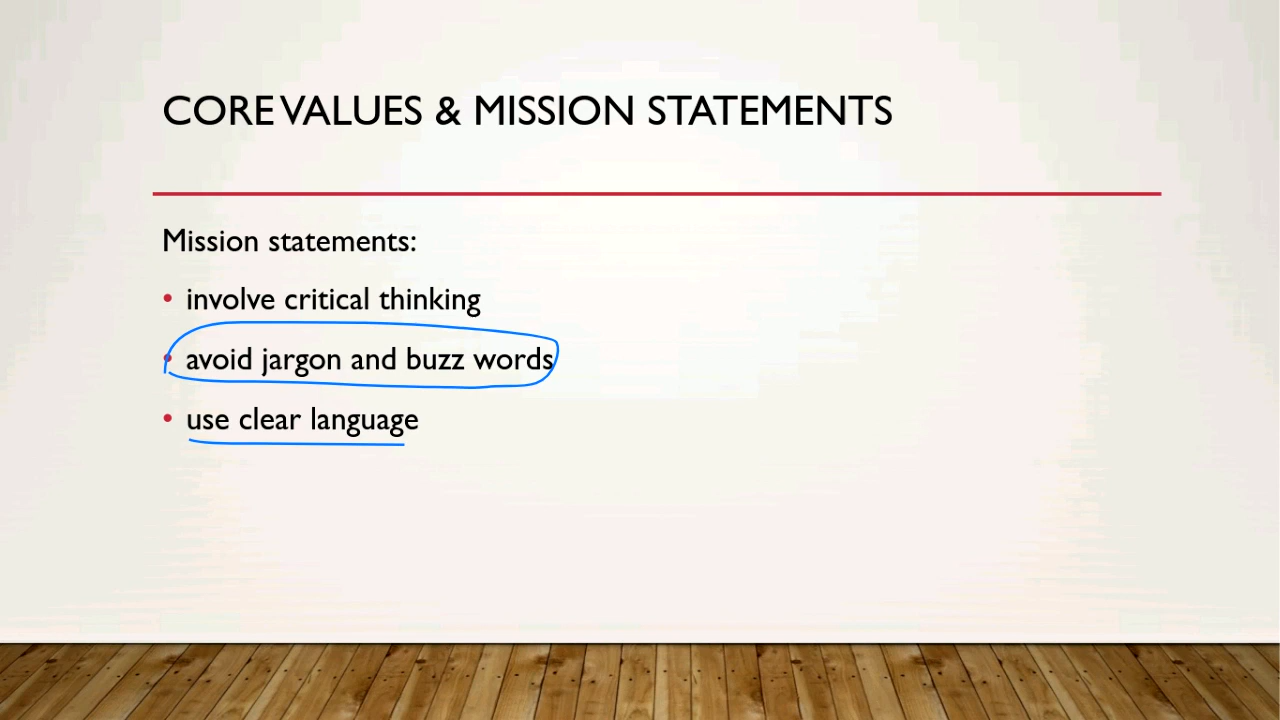 CORE VALUES & MISSION STATEMENTS
Mission statements:
• involve critical thinking
• avoid jargon and buzz words
• use clear language